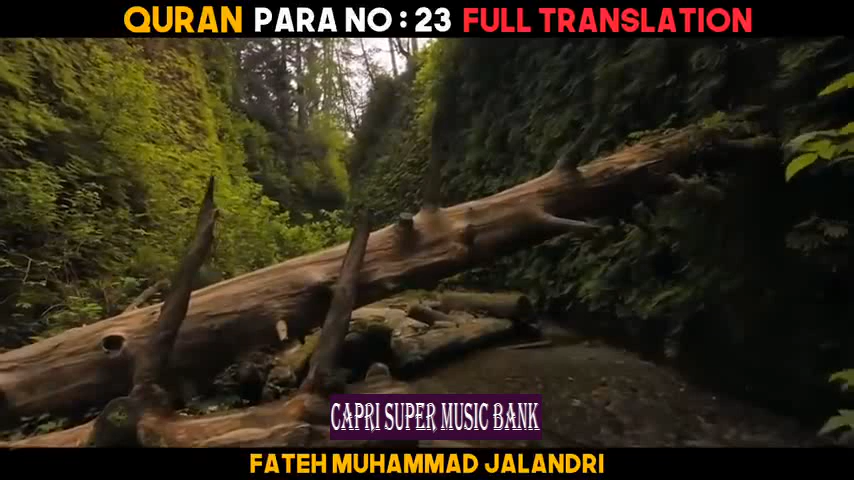 QURAN PARA NO : 23 FULL TRANSLATION
CAPRI SUPER MUSIC BANK
FATEH MUHAMMAD JALANDRI